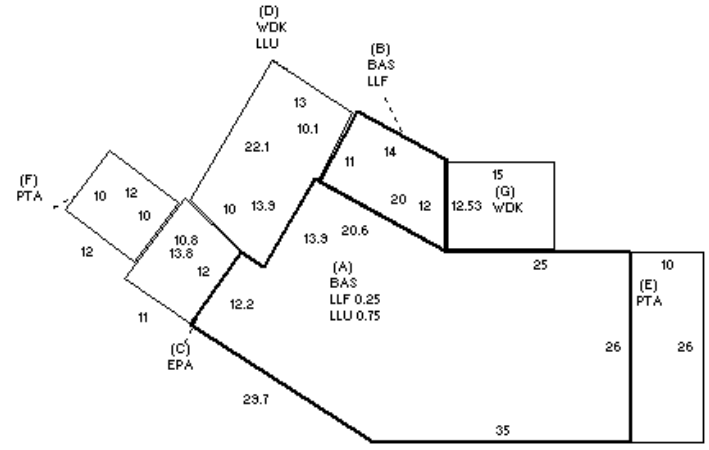 (D)
WDK
LLU
(B)
BAS
LLF
13
10.1
22.1
11
14
15
(G)
WDK
(F)
PTA
10
12
10
10
13.9
20
12
12.53
12
10.8
13.8
12
13.9
20.6
25
10
(A)
BAS
LLF 0.25
LLU 0.75
(E)
PTA
12.2
11
(C)
EPA
26
26
29.7
35